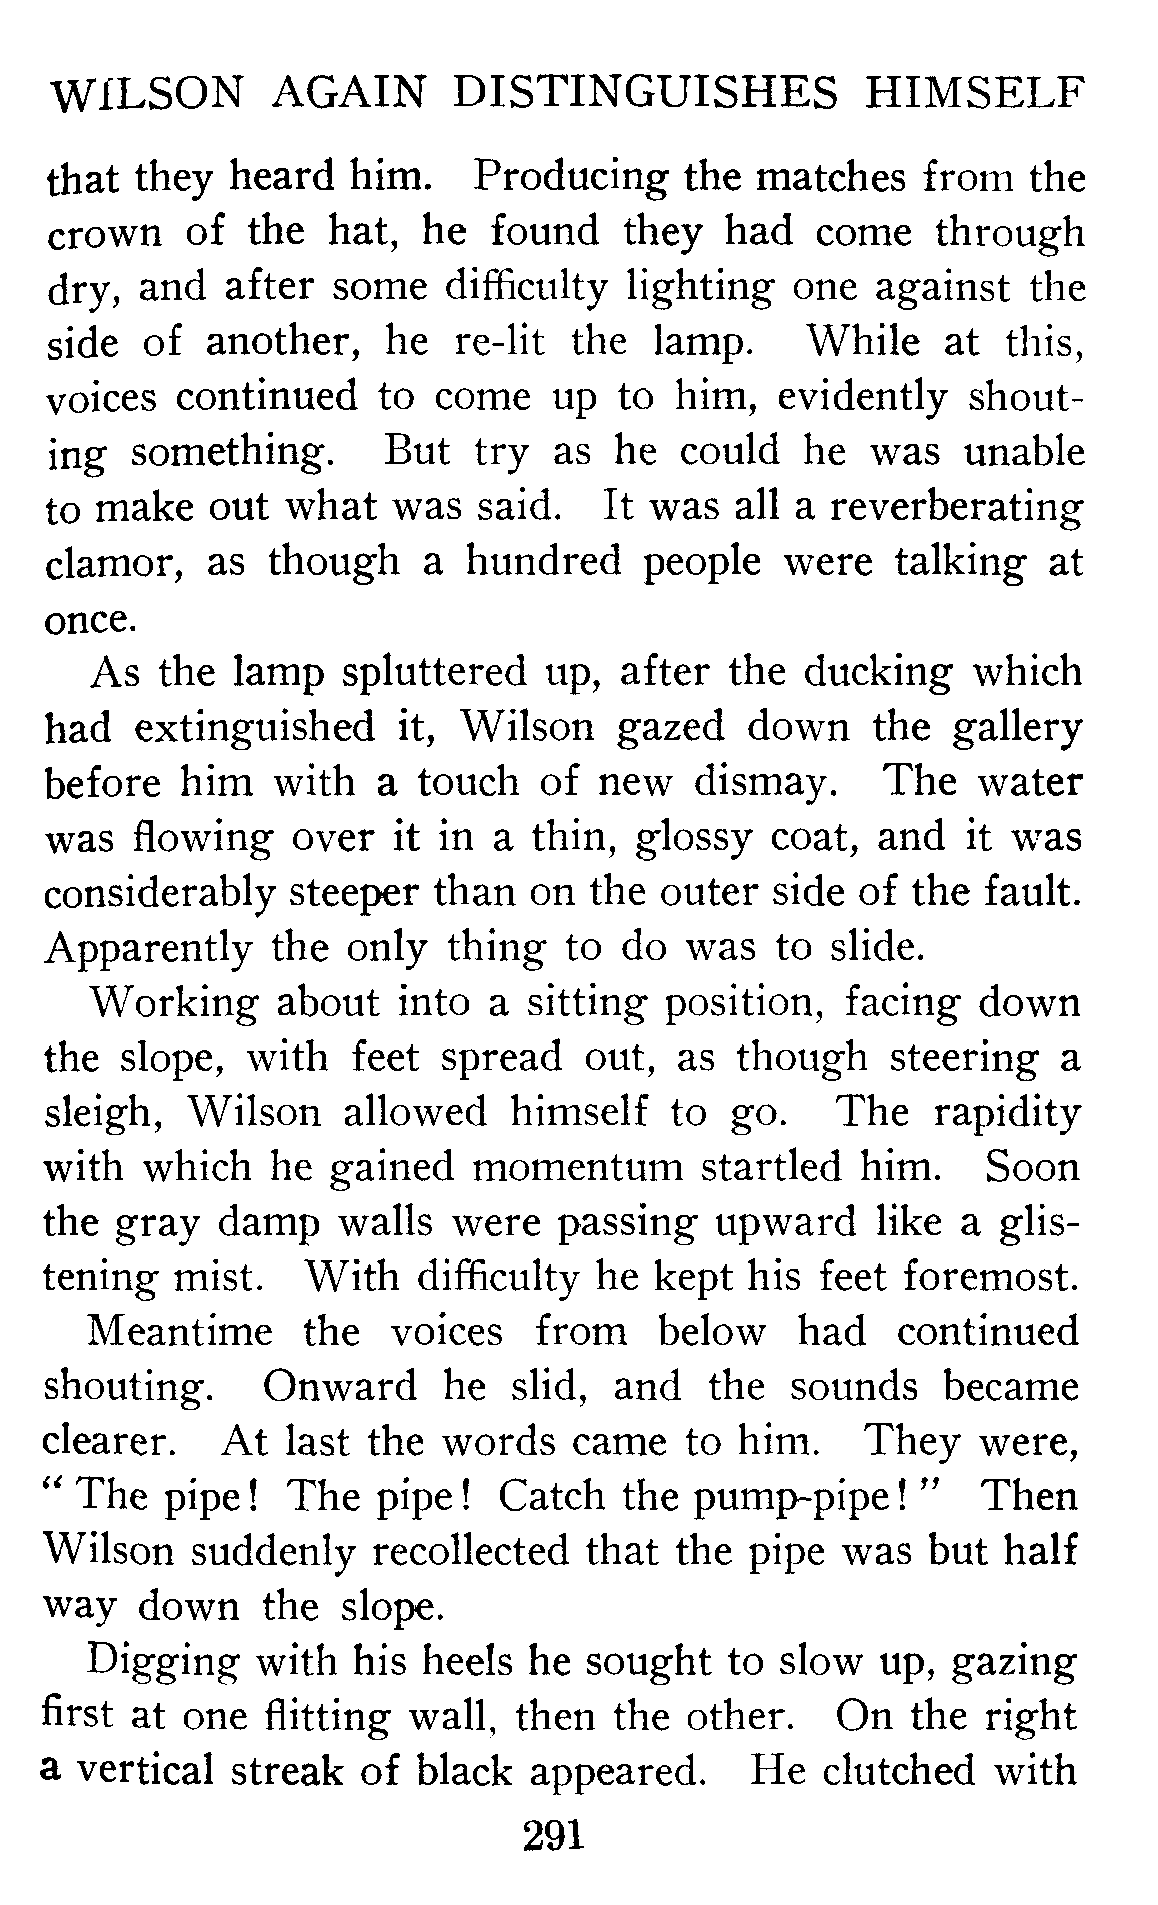 WILSON AGAIN DISTINGUISHES HIMSELF
that they heard him. Producing the matches from the
crown of the hat, he found they had come through
dry, and after some difficulty lighting one against the
side of another, he re-lit the lamp. While at this,
voices continued to come up to him, evidently shout-
ing something. But try as he could he was unable
to make out what was said. It was all a reverberating
clamor, as though a hundred people were talking at
once.
As the lamp spluttered up, after the ducking which
had extinguished it, Wilson gazed down the gallery
before him with a touch of new dismay. The water
was flowing over it in a thin, glossy coat, and it was
considerably steeper than on the outer side of the fault.
Apparently the only thing to do was to slide.
Working about into a sitting position, facing down
the slope, with feet spread out, as though steering a
sleigh, Wilson allowed himself to go. The rapidity
with which he gained momentum startled him. Soon
the gray damp walls were passing upward like a glis-
tening mist. With difficulty he kept his feet foremost.
Meantime the voices from below had continued
shouting. Onward he slid, and the sounds became
clearer. At last the words came to him. They were,
“ The pipe! The pipe! Catch the pump-pipe! ” Then
Wilson suddenly recollected that the pipe was but half
way down the slope.
Digging with his heels he sought to slow up, gazing
first at one flitting wall, then the other. On the right
a vertical streak of black appeared. He clutched with
291